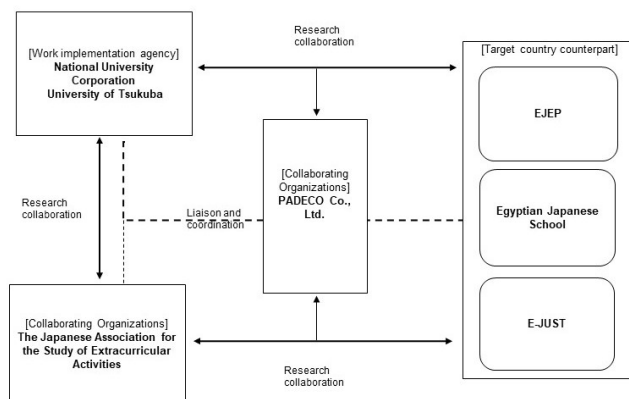 Research
collaboration
[Work implementation agency]
National University
Corporation
University of Tsukuba
[Target country counterpart]
EJEP
[Collaborating
Organizations]
PADECO Co.,
Ltd.
Research
collaboration
Liaison and
coordination
Egyptian Japanese
School
[Collaborating Organizations]
The Japanese Association for
the Study of Extracurricular
Activities
E-JUST
Research
collaboration